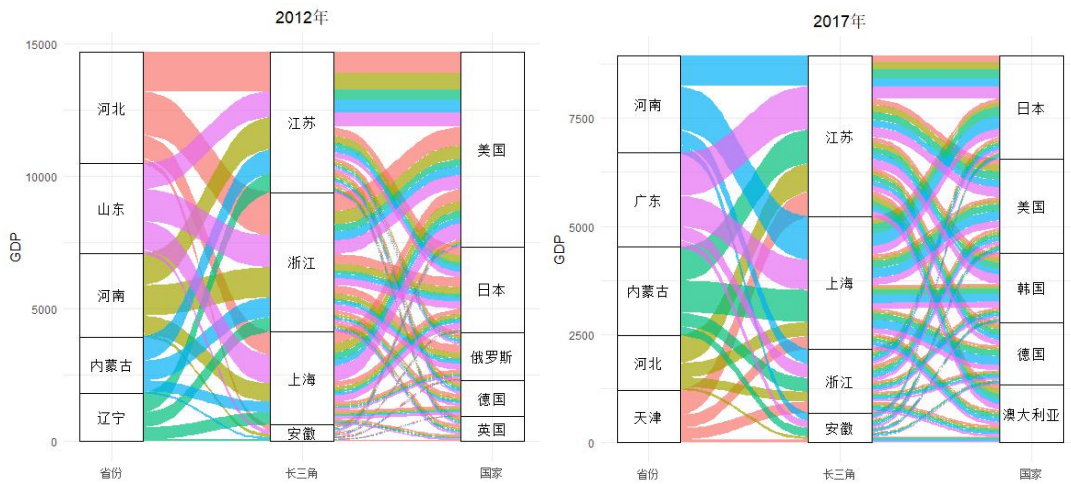 2012年
GDP
15000
10000
5000
0
河北
山东
河南
内蒙古
辽宁
江苏
浙江
上海
安徽
美国
日本
俄罗斯
德国
英国
省份
长三角
国家
2017年
GDP
7500
5000
2500
0
河南
广东
内蒙古
河北
天津
江苏
上海
浙江
安徽
日本
美国
韩国
德国
澳大利亚
省份
长三角
国家